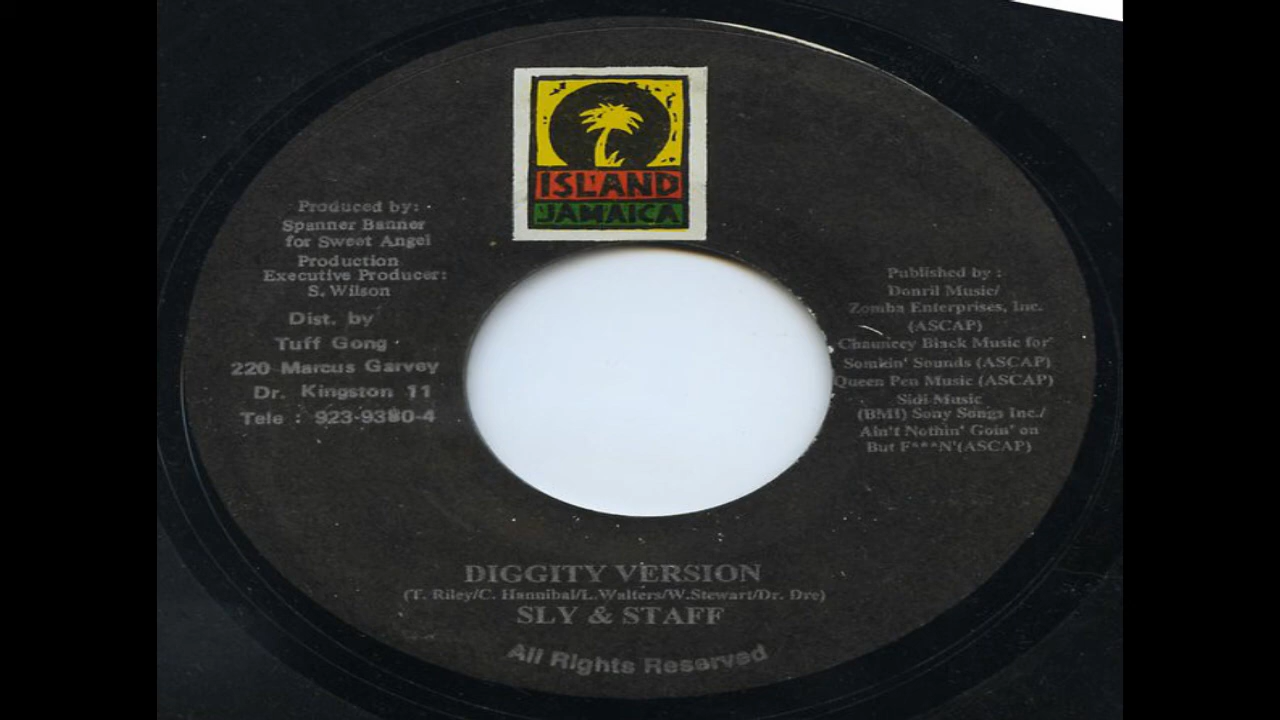 ISLAND
JAMAICA
Produced by:
Spanner Banner
for Sweet Angel
Production
Executive Producer:
S. Wilson
Dist. by
Tuff Gong
220 Marcus Garvey
Dr. Kingston 11
Tele : 923-9380-4
Published by :
Donril Music/
Zomba Enterprises, Inc.
(ASCAP)
Chauncey Black Music for
Somkin' Sounds (ASCAP)
Queen Pen Music (ASCAP)
Sidi Music
(BMI) Sony Songs Inc./
Ain't Nothin' Goin' on
But F***N'(ASCAP)
DIGGITY VERSION
(T. Riley/C. Hannibal/L.Walters/W.Stewart/Dr. Dre)
SLY & STAFF
All Rights Reserved